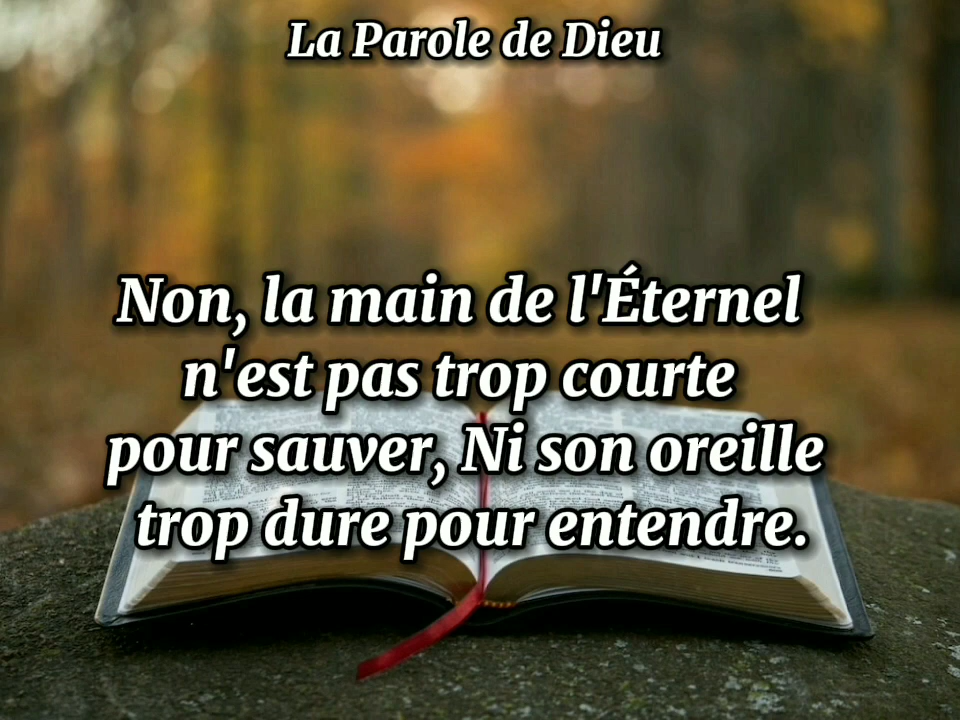 La Parole de Dieu
Non, la main de l'Éternel
n'est pas trop courte
pour sauver, Ni son oreille
trop dure pour entendre.